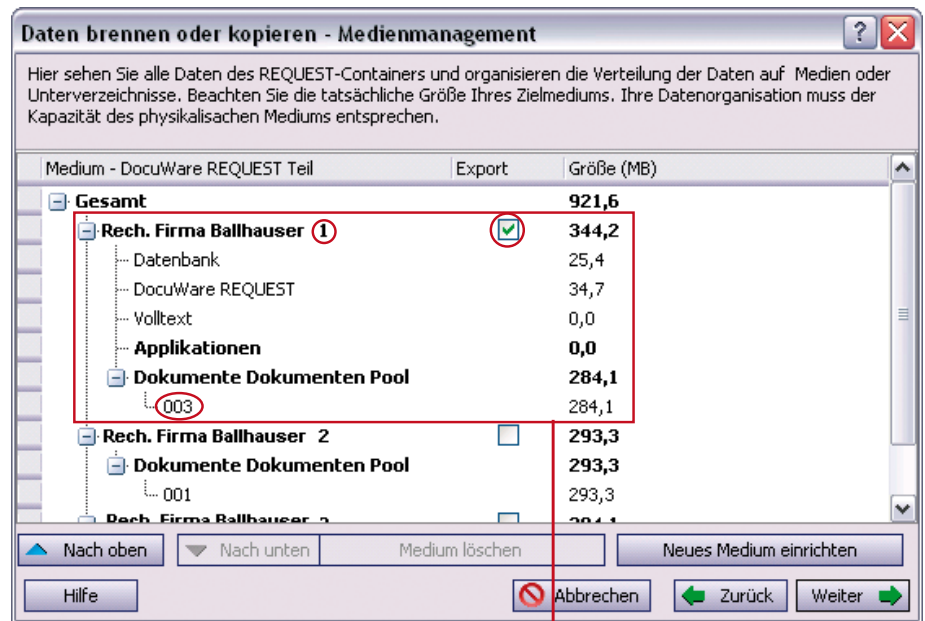 Daten brennen oder kopieren - Medienmanagement
Hier sehen Sie alle Daten des REQUEST-Containers und organisieren die Verteilung der Daten auf Medien oder
Unterverzeichnisse. Beachten Sie die tatsächliche Größe Ihres Zielmediums. Ihre Datenorganisation muss der
Kapazität des physikalisachen Mediums entsprechen.
Medium - DocuWare REQUEST Teil Export Größe (MB)
Gesamt 921,6
Rech. Firma Ballhauser 1 344,2
Datenbank 25,4
DocuWare REQUEST 34,7
Volltext 0,0
Applikationen 0,0
Dokumente Dokumenten Pool 284,1
003 284,1
Rech. Firma Ballhauser 2 293,3
Dokumente Dokumenten Pool 293,3
001 293,3
Rech. Firma Ballhauser
Nach oben Nach unten Medium löschen Neues Medium einrichten
Hilfe Abbrechen Zurück Weiter